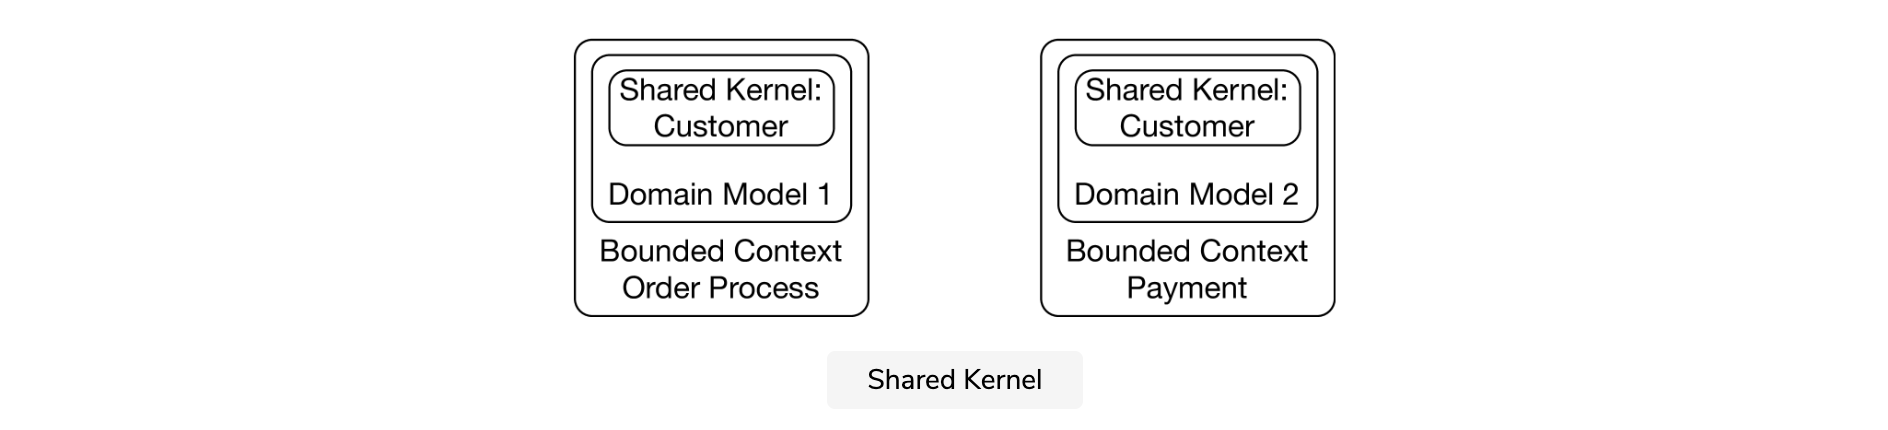 Shared Kernel:
Customer
Domain Model 1
Bounded Context
Order Process
Shared Kernel:
Customer
Domain Model 2
Bounded Context
Payment
Shared Kernel